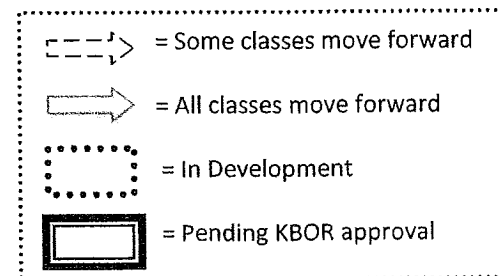 = Some classes move forward
= All classes move forward
= In Development
= Pending KBOR approval